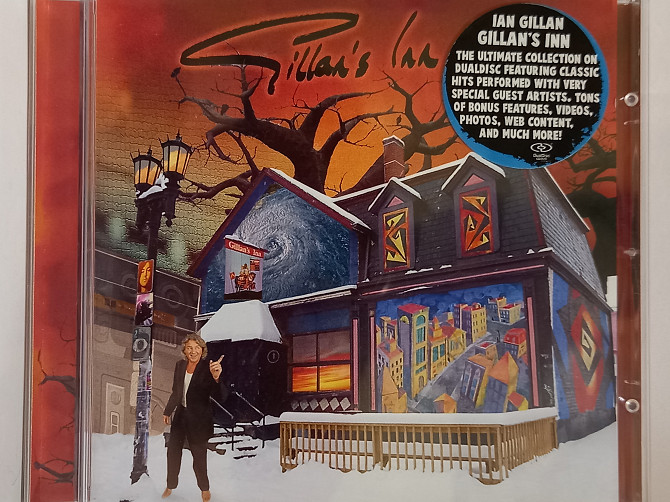 Gillan's Inn
IAN GILLAN
GILLAN'S INN
THE ULTIMATE COLLECTION ON
DUALDISC FEATURING CLASSIC
HITS PERFORMED WITH VERY
SPECIAL GUEST ARTISTS. TONS
OF BONUS FEATURES, VIDEOS,
PHOTOS, WEB CONTENT,
AND MUCH MORE!
DualDisc
Gillan's Inn